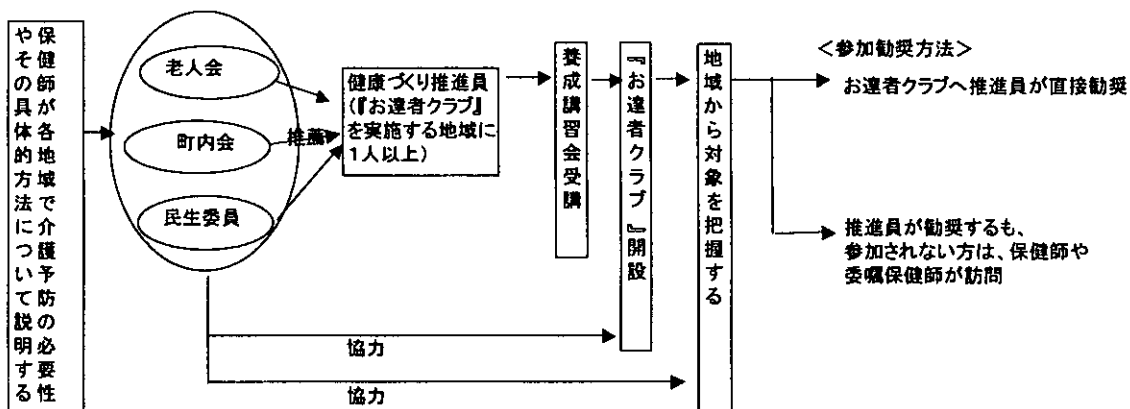 保健師が各地域で介護予防の必要性
やその具体的方法について説明する
老人会
町内会
民生委員
推薦
健康づくり推進員
(『お達者クラブ』
を実施する地域に
1人以上)
養成講習会受講
『お達者クラブ』開設
地域から対象を把握する
＜参加勧奨方法＞
お達者クラブへ推進員が直接勧奨
推進員が勧奨するも、
参加されない方は、保健師や
委嘱保健師が訪問
協力
協力